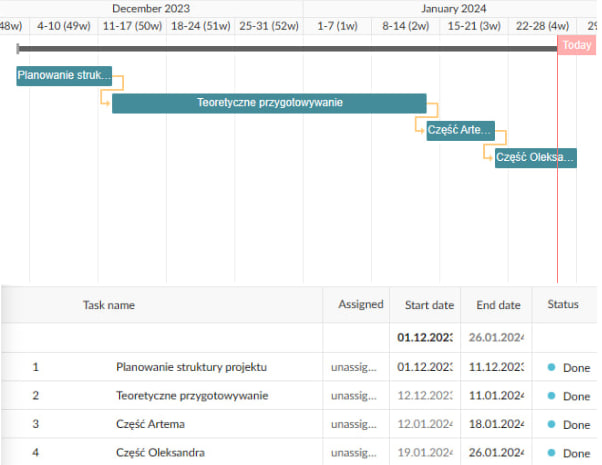 December 2023 January 2024
48w) 4-10 (49w) 11-17 (50w) 18-24 (51w) 25-31 (52w) 1-7 (1w) 8-14 (2w) 15-21 (3w) 22-28 (4w) 29
Today
Planowanie struk...
Teoretyczne przygotowywanie
Część Arte...
Część Oleksa...
Task name Assigned Start date End date Status
01.12.2023 26.01.2024
1 Planowanie struktury projektu unassig... 01.12.2023 11.12.2023 Done
2 Teoretyczne przygotowywanie unassig... 12.12.2023 11.01.2024 Done
3 Część Artema unassig... 12.01.2024 18.01.2024 Done
4 Część Oleksandra unassig... 19.01.2024 26.01.2024 Done